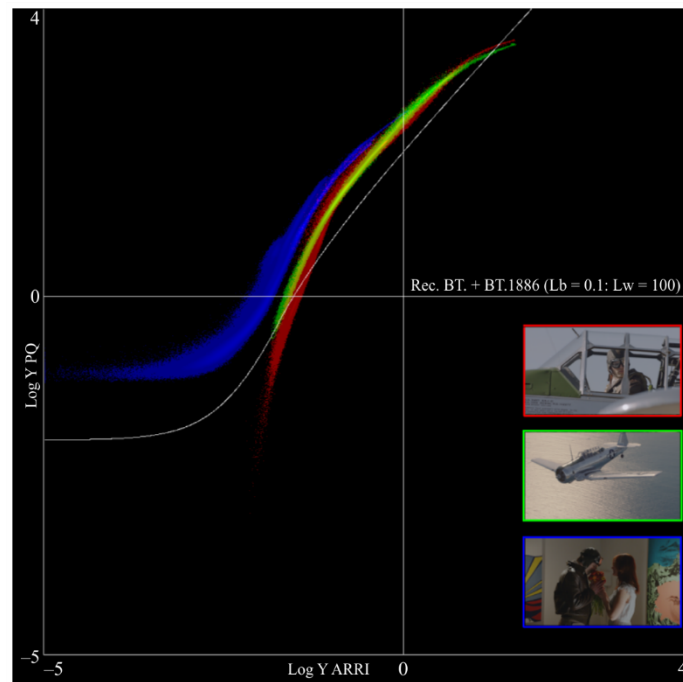 4
Rec. BT. + BT.1886 (Lb = 0.1: Lw = 100)
0
Log Y PQ
–5
–5
Log Y ARRI
0
4